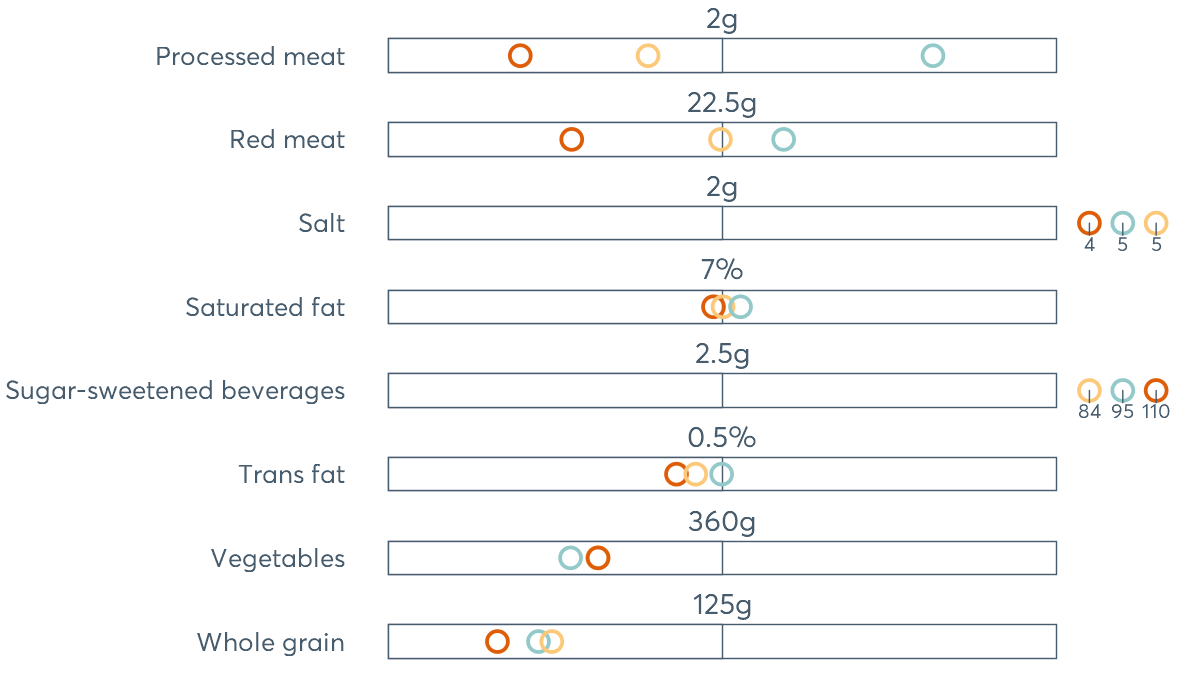 2g
Processed meat
22.5g
Red meat
2g
Salt
4 5 5
7%
Saturated fat
2.5g
Sugar-sweetened beverages
84 95 110
0.5%
Trans fat
360g
Vegetables
125g
Whole grain